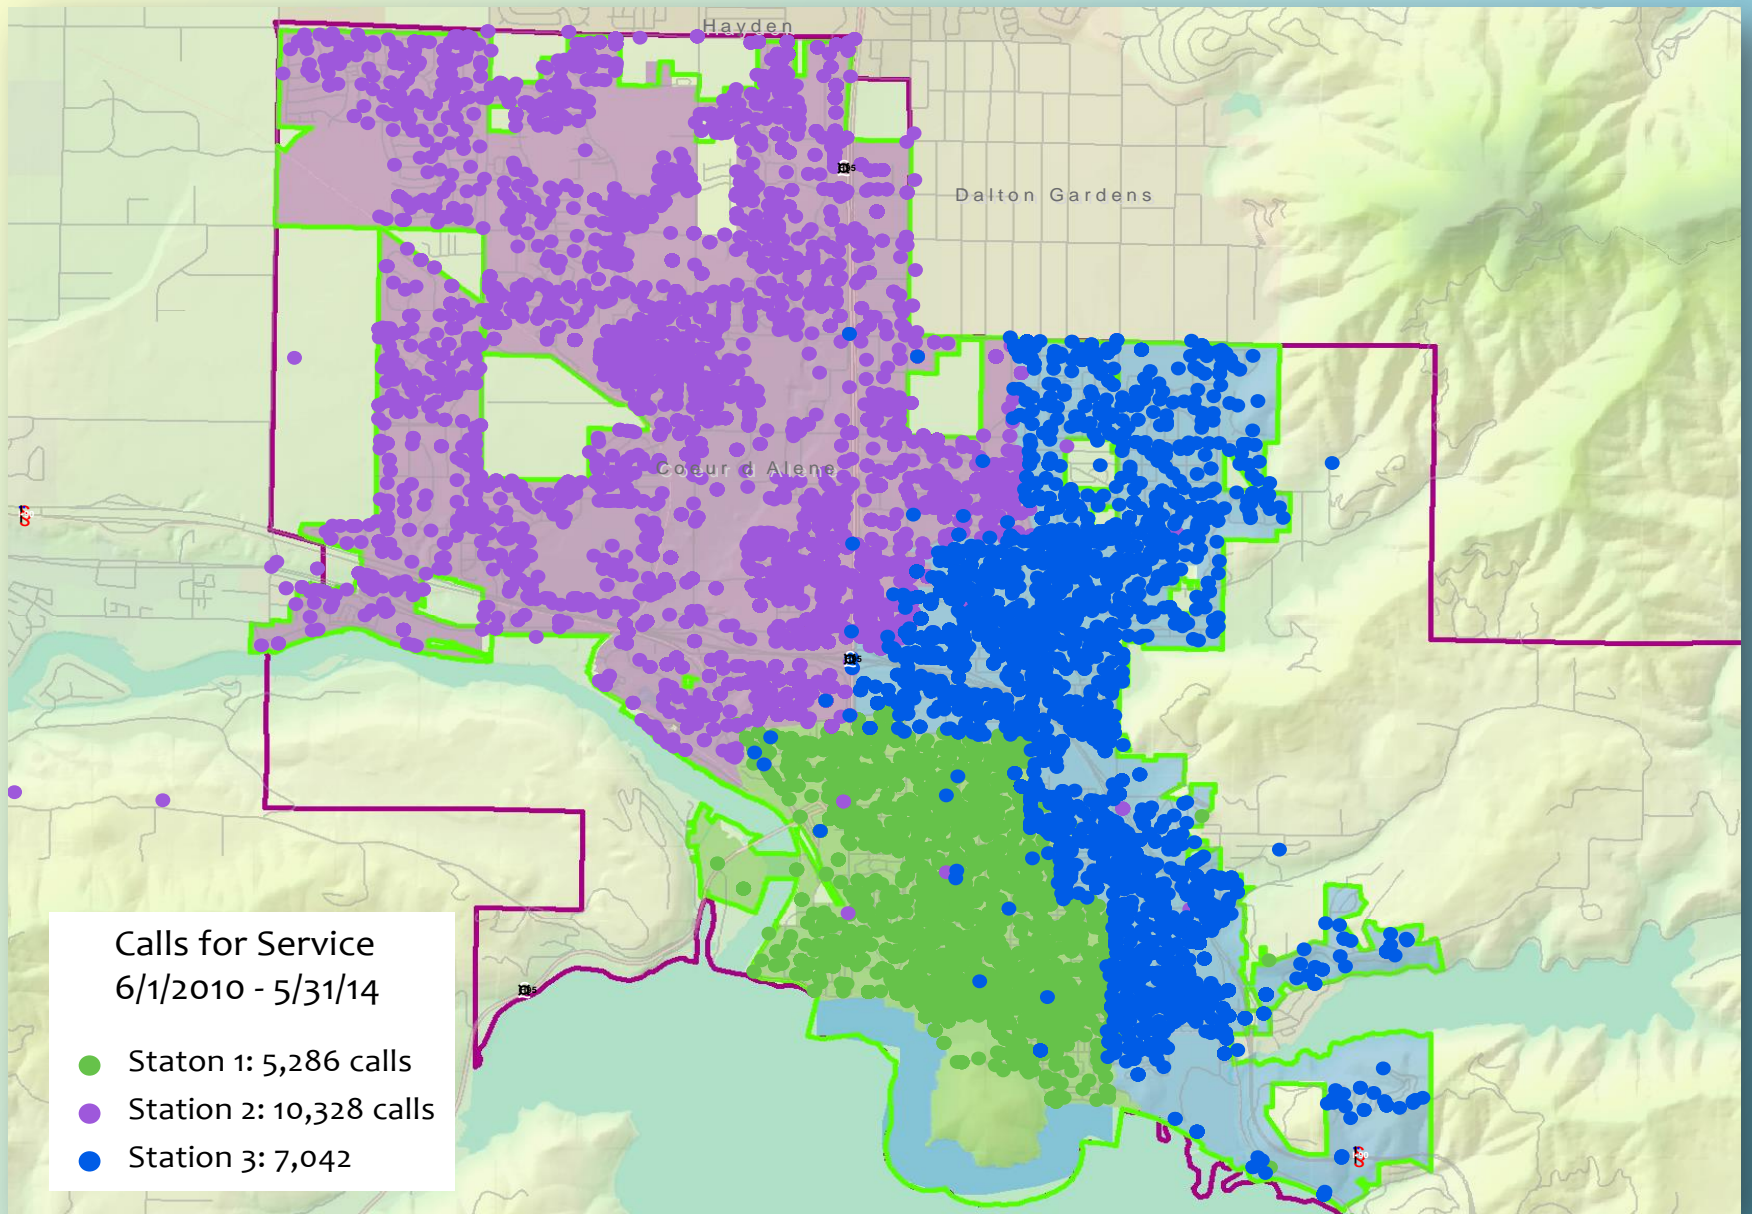 Hayden
Dalton Gardens
Coeur d Alene
Calls for Service
6/1/2010 - 5/31/14
Staton 1: 5,286 calls
Station 2: 10,328 calls
Station 3: 7,042